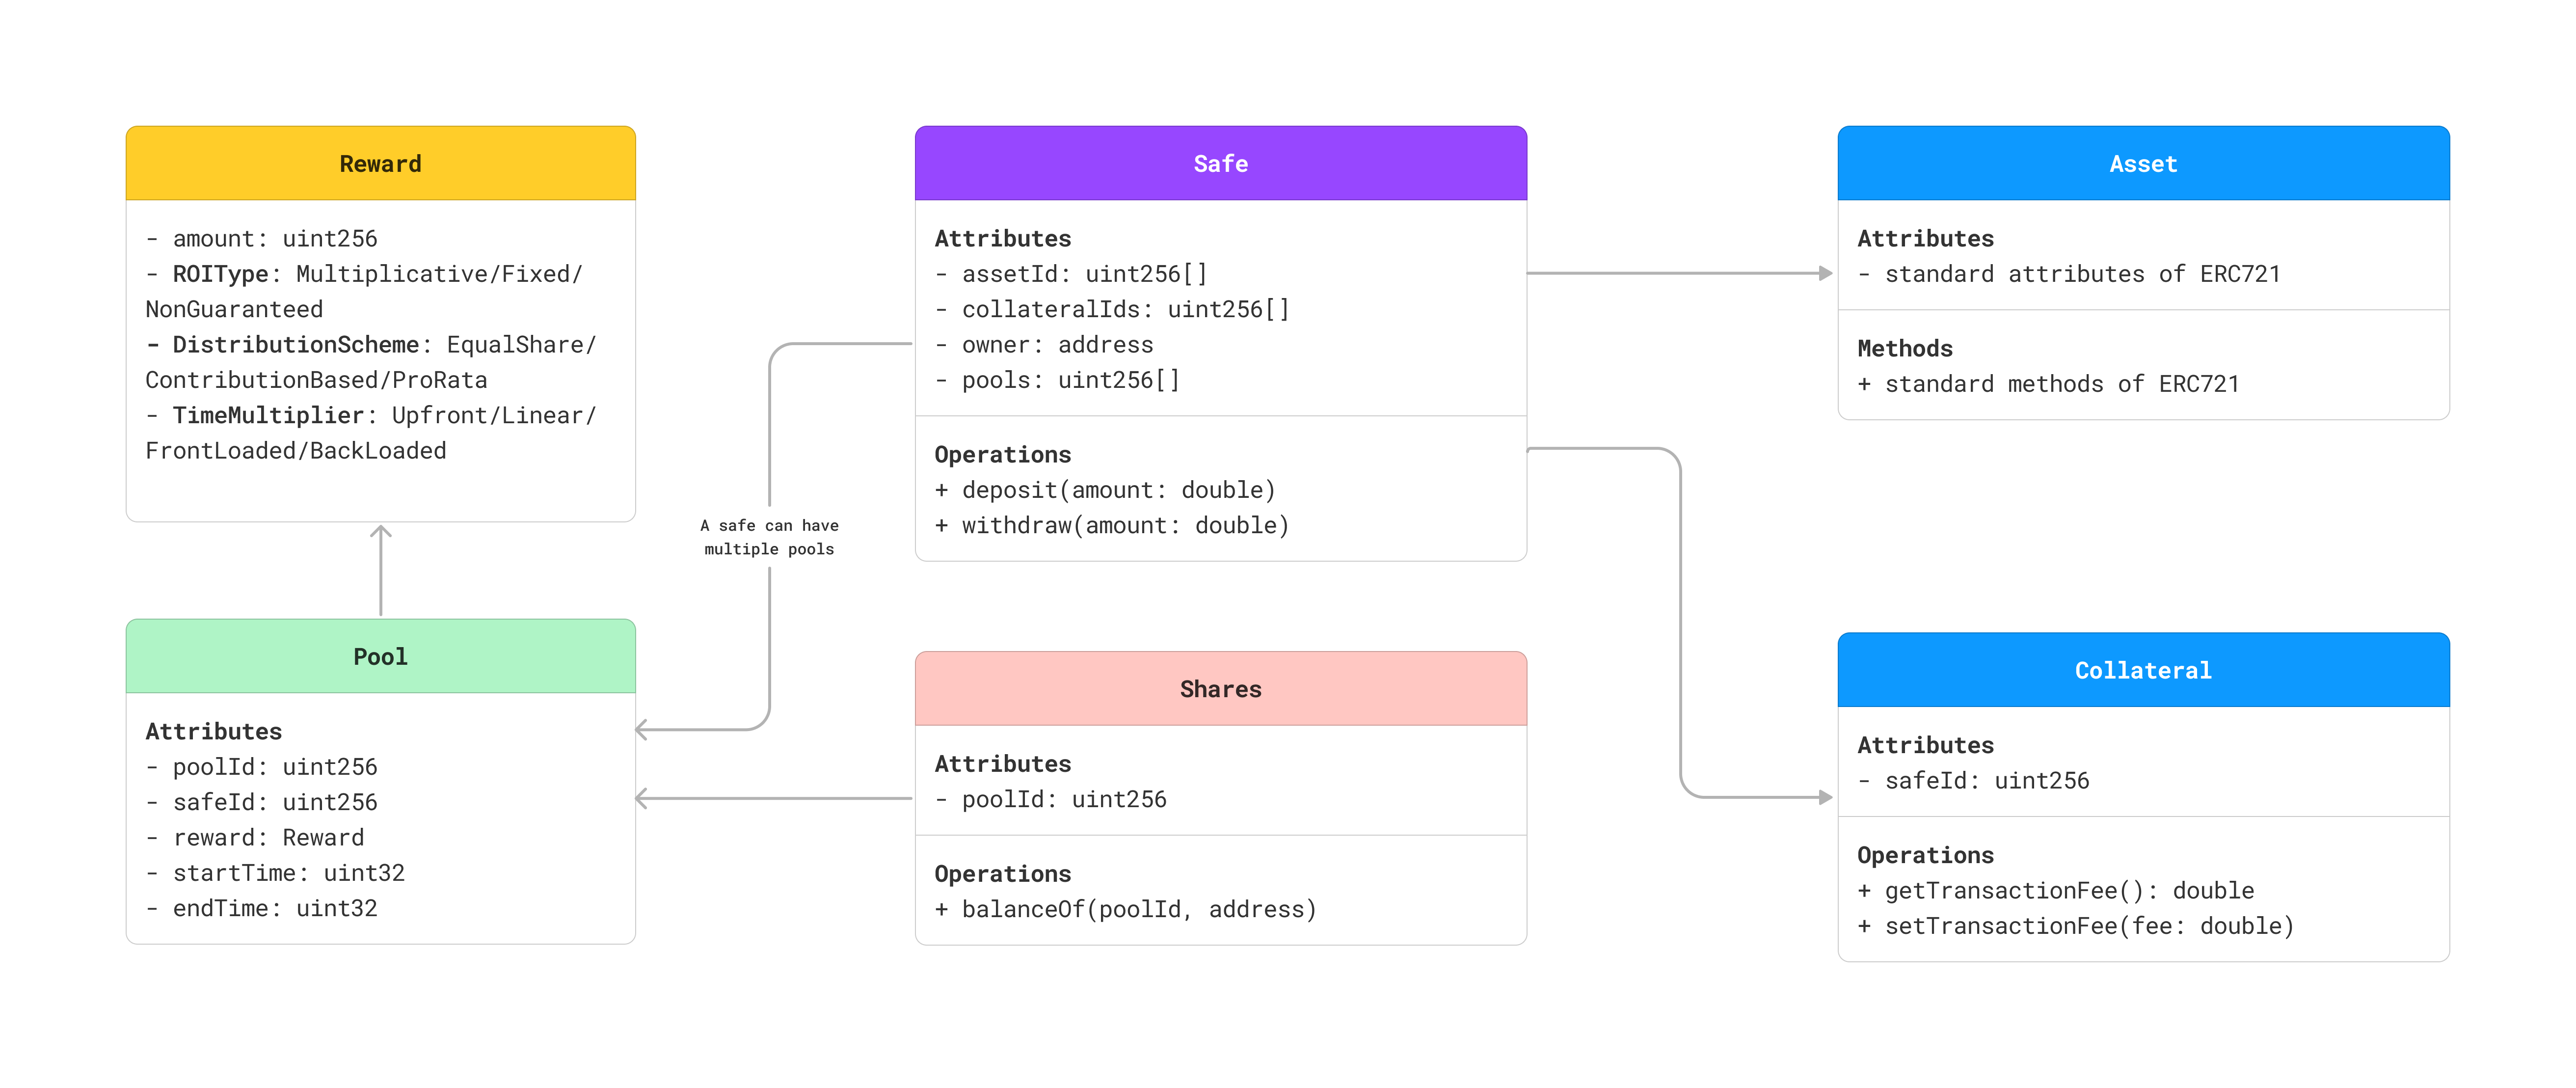 Reward
- amount: uint256
- ROIType: Multiplicative/Fixed/
NonGuaranteed
- DistributionScheme: EqualShare/
ContributionBased/ProRata
- TimeMultiplier: Upfront/Linear/
FrontLoaded/BackLoaded
Pool
Attributes
- poolId: uint256
- safeId: uint256
- reward: Reward
- startTime: uint32
- endTime: uint32
A safe can have
multiple pools
Safe
Attributes
- assetId: uint256[]
- collateralIds: uint256[]
- owner: address
- pools: uint256[]
Operations
+ deposit(amount: double)
+ withdraw(amount: double)
Shares
Attributes
- poolId: uint256
Operations
+ balanceOf(poolId, address)
Asset
Attributes
- standard attributes of ERC721
Methods
+ standard methods of ERC721
Collateral
Attributes
- safeId: uint256
Operations
+ getTransactionFee(): double
+ setTransactionFee(fee: double)